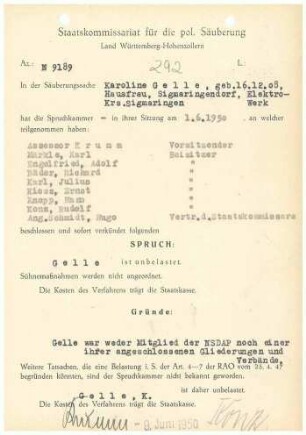 Staatskommissariat für die pol. Säuberung
Land Württemberg-Hohenzollern
Az.: N 9189 292 L:
In der Säuberungssache Karoline Gelle, geb.16.12.08,
Hausfrau, Sigmaringendorf, Elektro-
Krs.Sigmaringen Werk
hat die Spruchkammer — in ihrer Sitzung am 1.6.1950 , an welcher
teilgenommen haben:
Assessor Krumm Vorsitzender
Märkle, Karl Beisitzer
Engelfried, Adolf "
Bäder, Richard "
Karl, Julius "
Kless, Ernst "
Knupp, Hans "
Kons, Rudolf "
Ang.Schmidt, Hugo Vertr.d.Staatskommissars
beschlossen und sofort verkündet folgenden
SPRUCH:
Gelle ist unbelastet.
Sühnemaßnahmen werden nicht angeordnet.
Die Kosten des Verfahrens trägt die Staatskasse.
Gründe:
Gelle war weder Mitglied der NSDAP noch einer
ihrer angeschlossenen Gliederungen und
Verbände.
Weitere Tatsachen, die eine Belastung i. S. der Art. 4—7 der RAO vom 25. 4. 47
begründen könnten, sind der Spruchkammer nicht bekannt geworden.
ist daher unbelastet.
Gelle, K.
Die Kosten des Verfahrens trägt die Staatskasse.
- 8. Juni 1950